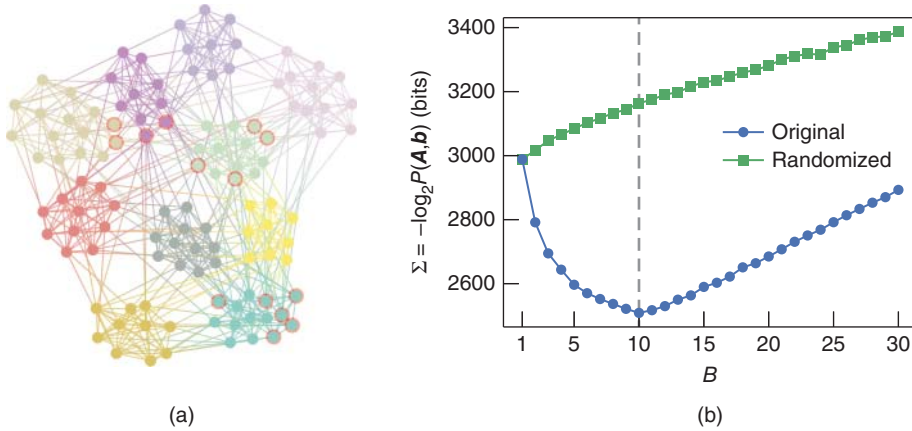 3400
3200
3000
2800
2600
Σ = −log₂P(A,b) (bits)
Original
Randomized
1 5 10 15 20 25 30
B
(a) (b)